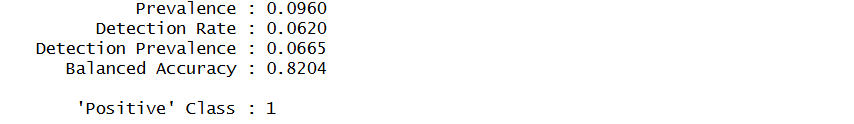 Prevalence : 0.0960
Detection Rate : 0.0620
Detection Prevalence : 0.0665
Balanced Accuracy : 0.8204
'Positive' Class : 1